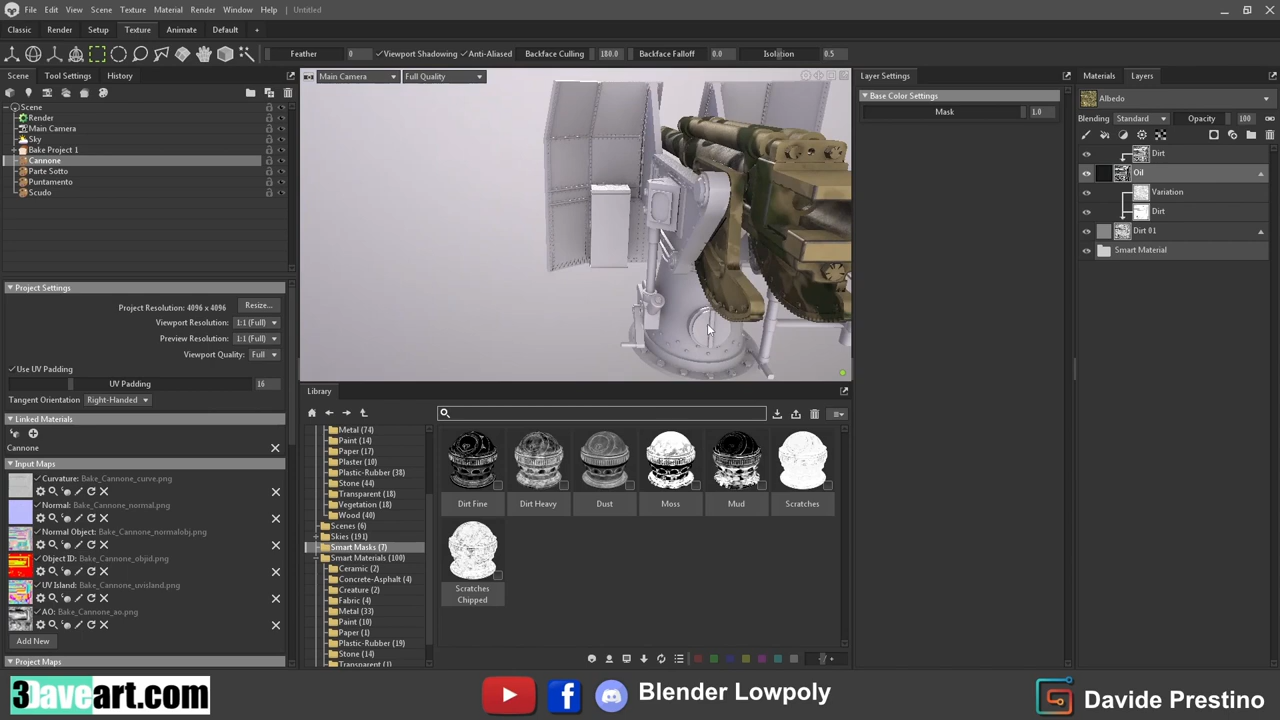 File Edit View Scene Texture Material Render Window Help Untitled
Classic Render Setup Texture Animate Default
Feather 0 Viewport Shadowing Anti-Aliased Backface Culling 180.0 Backface Falloff 0.0 Isolation 0.5
Scene Tool Settings History
Main Camera Full Quality
Scene
Render
Main Camera
Sky
Bake Project 1
Cannone
Parte Sotto
Puntamento
Scudo
Project Settings
Project Resolution: 4096 x 4096 Resize...
Viewport Resolution: 1:1 (Full)
Preview Resolution: 1:1 (Full)
Viewport Quality: Full
Use UV Padding
UV Padding 16
Tangent Orientation Right-Handed
Linked Materials
Cannone
Input Maps
Curvature: Bake_Cannone_curve.png
Normal: Bake_Cannone_normal.png
Normal Object: Bake_Cannone_normalobj.png
Object ID: Bake_Cannone_objid.png
UV Island: Bake_Cannone_uvisland.png
AO: Bake_Cannone_ao.png
Add New
Project Maps
Library
Metal (74)
Paint (14)
Paper (17)
Plaster (10)
Plastic-Rubber (38)
Stone (44)
Transparent (18)
Vegetation (18)
Wood (40)
Scenes (6)
Skies (191)
Smart Masks (7)
Smart Materials (100)
Ceramic (2)
Concrete-Asphalt (4)
Creature (2)
Fabric (4)
Metal (33)
Paint (10)
Paper (1)
Plastic-Rubber (19)
Stone (14)
Transparent (1)
Dirt Fine Dirt Heavy Dust Moss Mud Scratches
Scratches
Chipped
Layer Settings
Base Color Settings
Mask 1.0
Materials Layers
Albedo
Blending Standard Opacity 100
Dirt
Oil
Variation
Dirt
Dirt 01
Smart Material
3Daveart.com
Blender Lowpoly
Davide Prestino